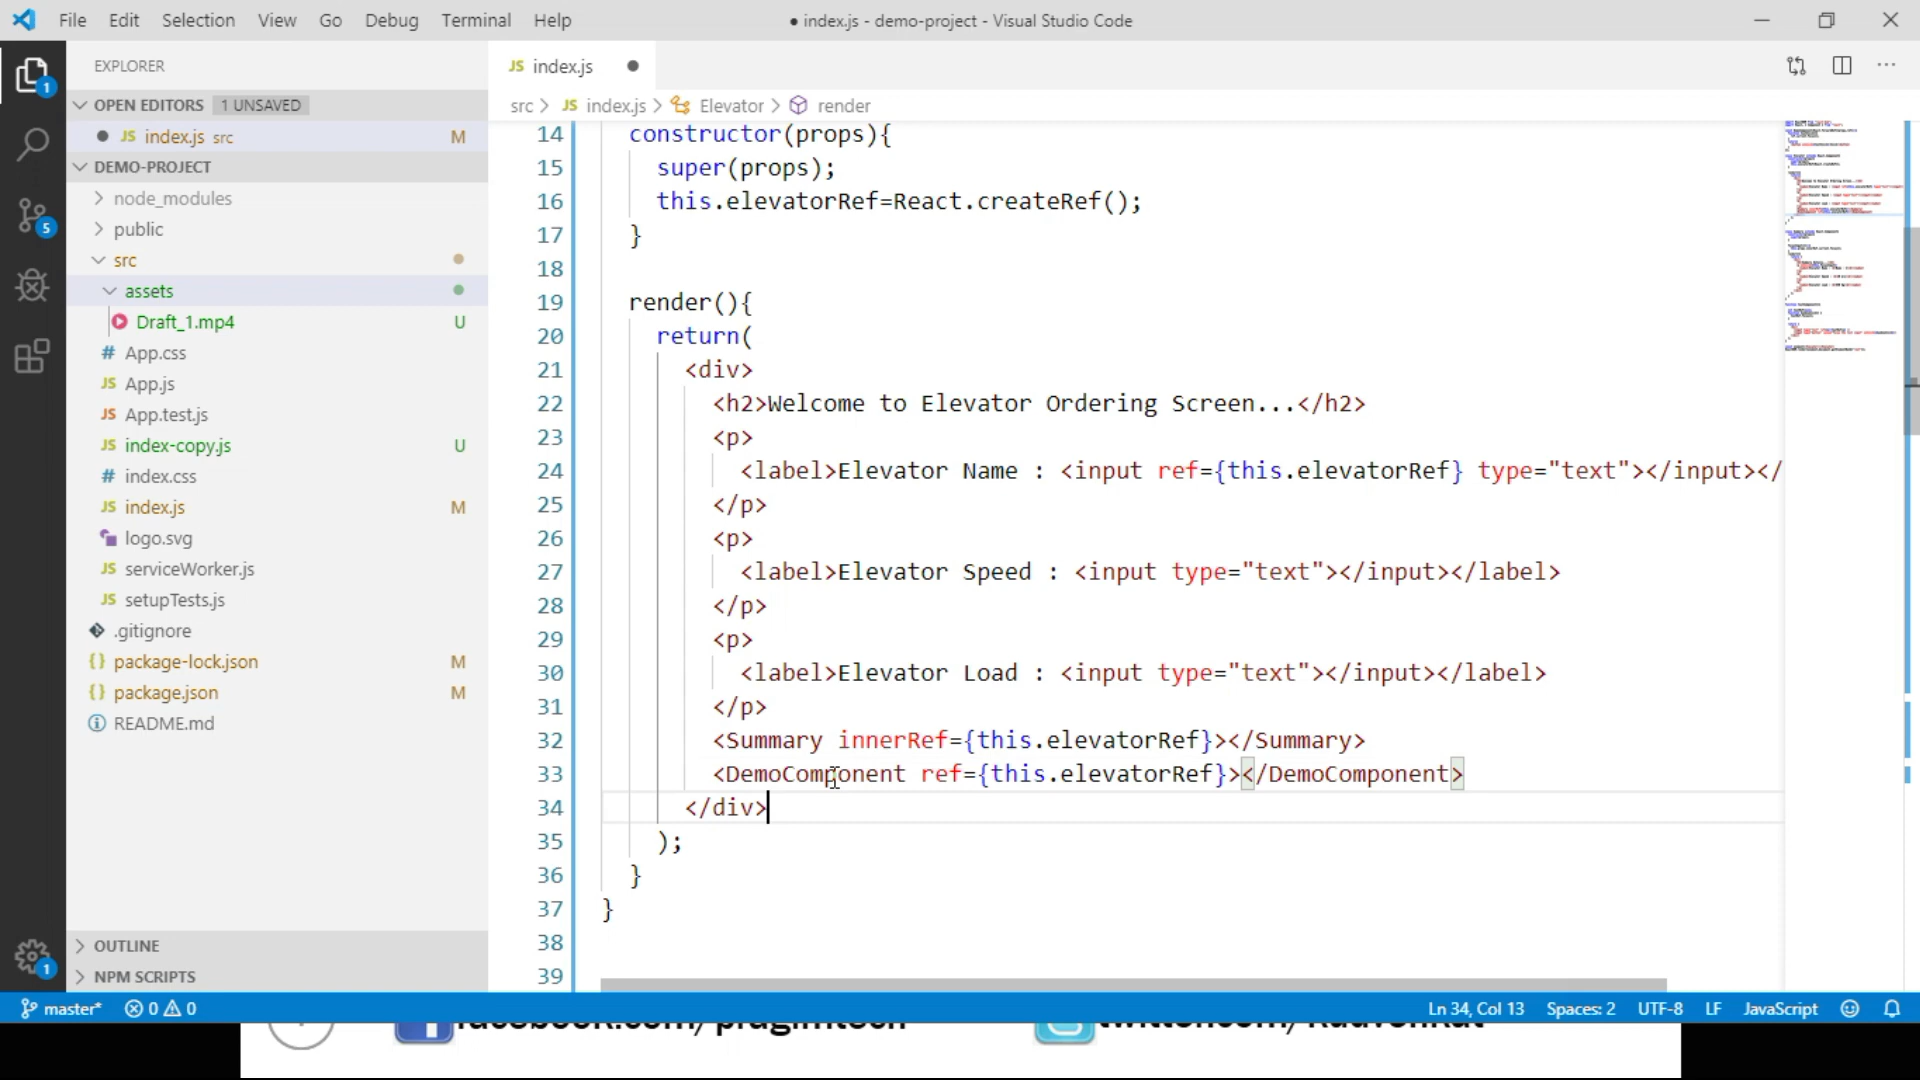 File Edit Selection View Go Debug Terminal Help
● index.js - demo-project - Visual Studio Code
EXPLORER
OPEN EDITORS 1 UNSAVED
JS index.js src M
DEMO-PROJECT
node_modules
public
src
assets
Draft_1.mp4 U
# App.css
JS App.js
JS App.test.js
JS index-copy.js U
# index.css
JS index.js M
logo.svg
JS serviceWorker.js
JS setupTests.js
.gitignore
{} package-lock.json M
{} package.json M
README.md
OUTLINE
NPM SCRIPTS
1
5
1
JS index.js
src > JS index.js > Elevator > render
14 constructor(props){
15 super(props);
16 this.elevatorRef=React.createRef();
17 }
18
19 render(){
20 return(
21 <div>
22 <h2>Welcome to Elevator Ordering Screen...</h2>
23 <p>
24 <label>Elevator Name : <input ref={this.elevatorRef} type="text"></input></
25 </p>
26 <p>
27 <label>Elevator Speed : <input type="text"></input></label>
28 </p>
29 <p>
30 <label>Elevator Load : <input type="text"></input></label>
31 </p>
32 <Summary innerRef={this.elevatorRef}></Summary>
33 <DemoComponent ref={this.elevatorRef}></DemoComponent>
34 </div>
35 );
36 }
37 }
38
39
master* 0 0
Ln 34, Col 13 Spaces: 2 UTF-8 LF JavaScript
facebook.com/pragimtech